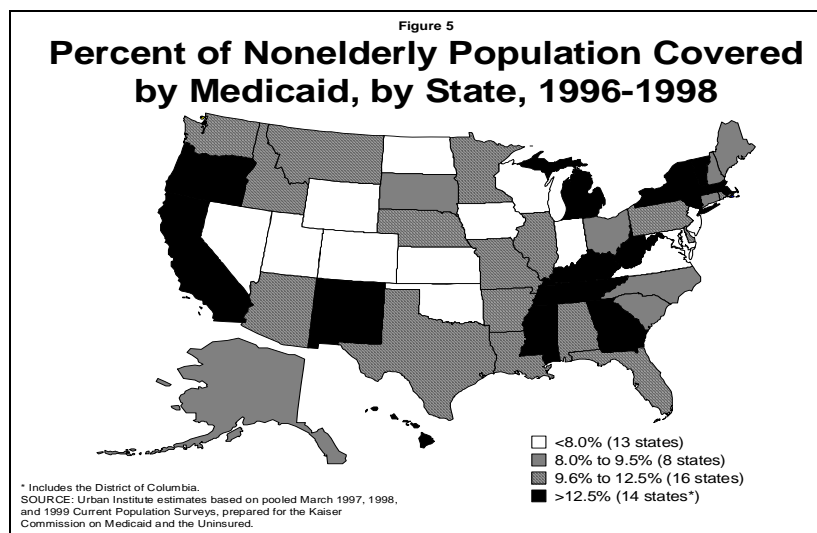 Figure 5
Percent of Nonelderly Population Covered
by Medicaid, by State, 1996-1998
<8.0% (13 states)
8.0% to 9.5% (8 states)
9.6% to 12.5% (16 states)
>12.5% (14 states*)
* Includes the District of Columbia.
SOURCE: Urban Institute estimates based on pooled March 1997, 1998,
and 1999 Current Population Surveys, prepared for the Kaiser
Commission on Medicaid and the Uninsured.